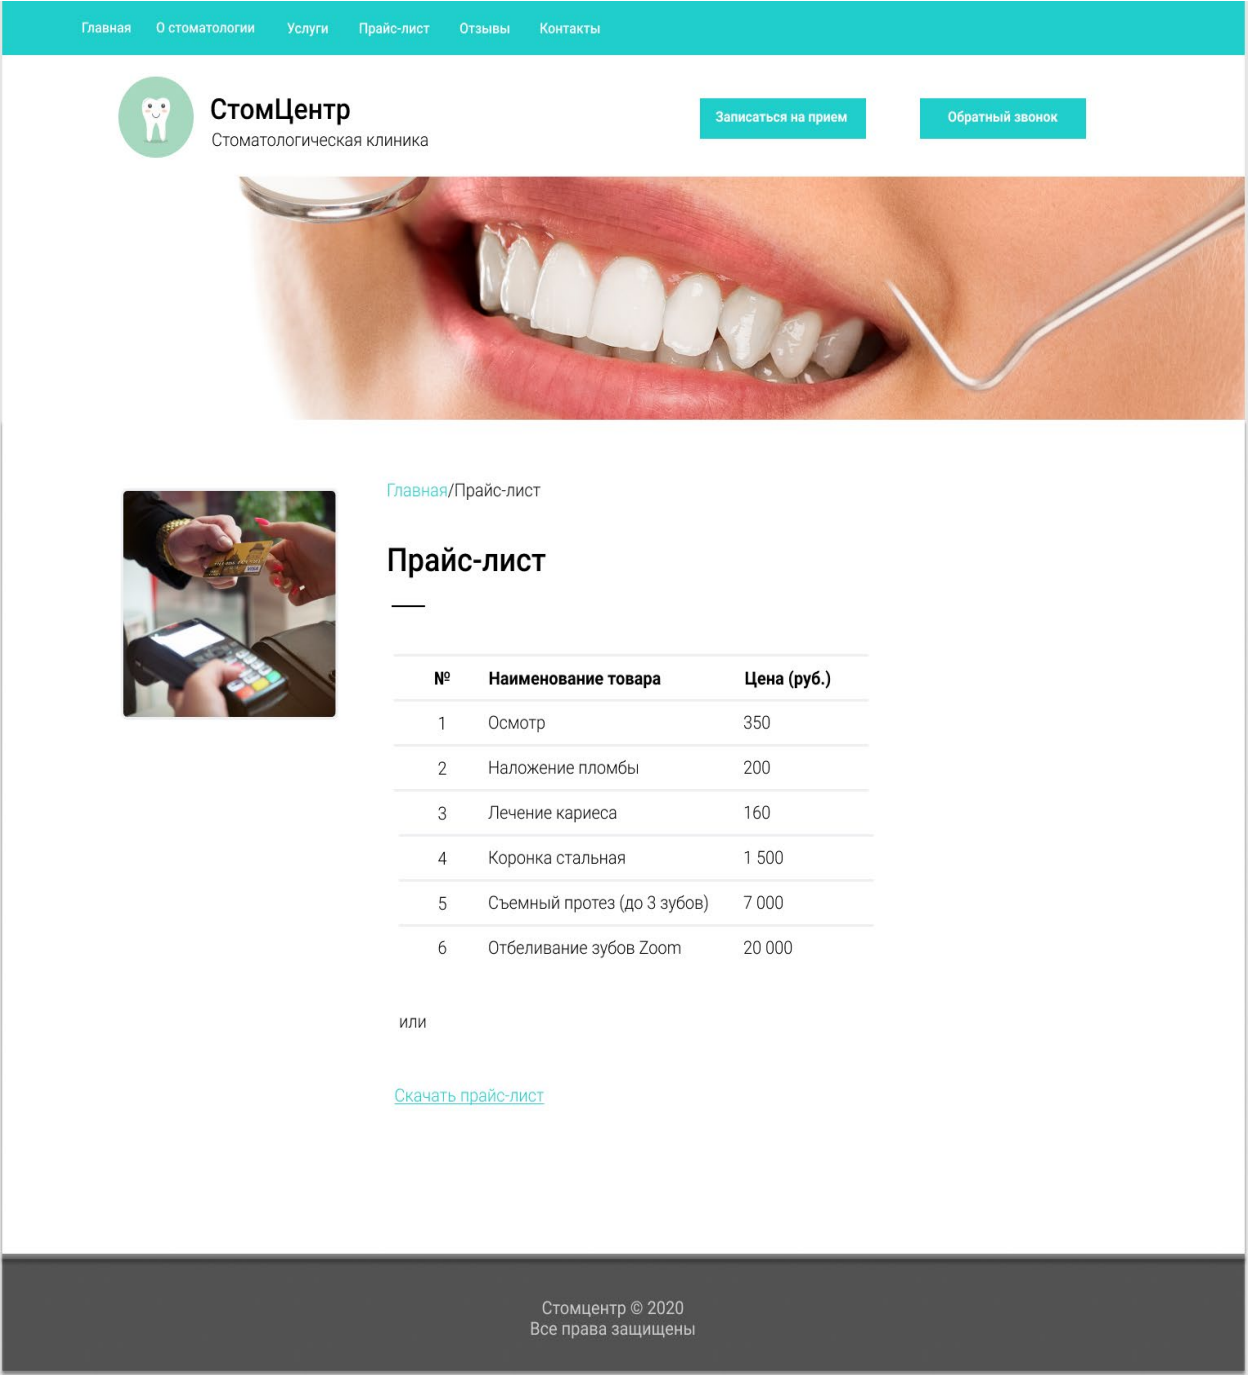 Главная О стоматологии Услуги Прайс-лист Отзывы Контакты
СтомЦентр
Стоматологическая клиника
Записаться на прием Обратный звонок
Главная/Прайс-лист
Прайс-лист
№ Наименование товара Цена (руб.)
1 Осмотр 350
2 Наложение пломбы 200
3 Лечение кариеса 160
4 Коронка стальная 1 500
5 Съемный протез (до 3 зубов) 7 000
6 Отбеливание зубов Zoom 20 000
или
Скачать прайс-лист
Стомцентр © 2020
Все права защищены